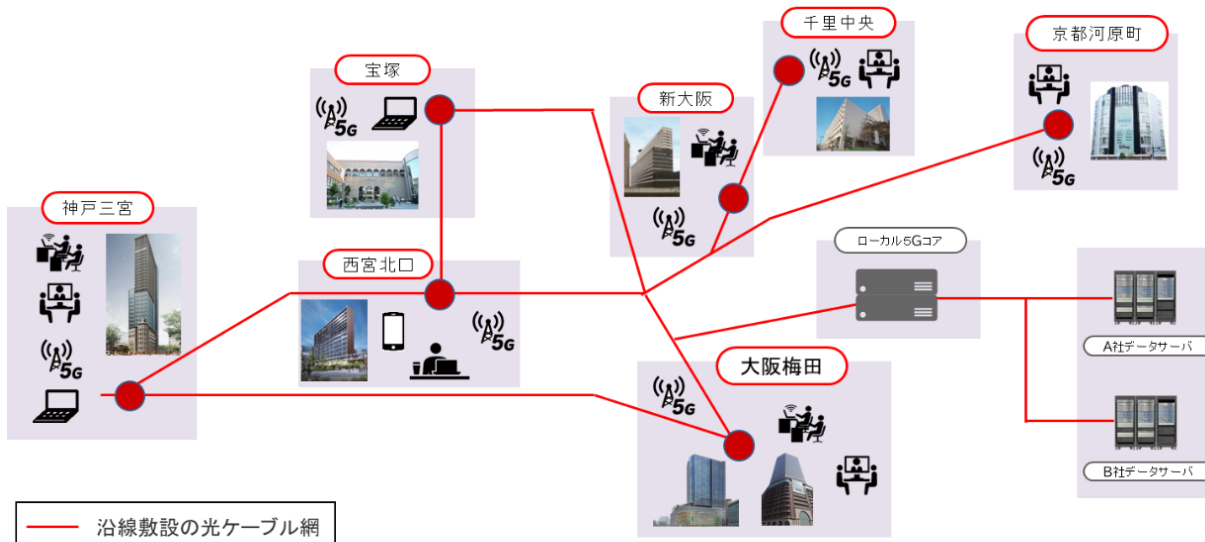 千里中央
5G
京都河原町
5G
宝塚
5G
新大阪
5G
神戸三宮
5G
西宮北口
5G
ローカル5Gコア
A社データサーバ
B社データサーバ
大阪梅田
5G
沿線敷設の光ケーブル網